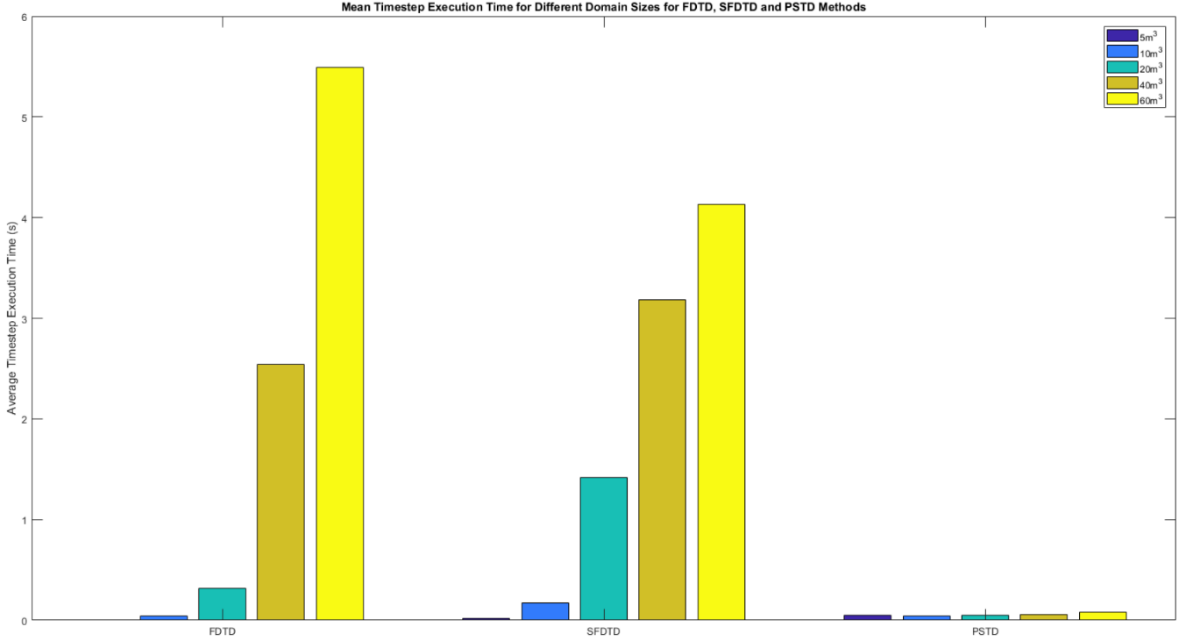 Mean Timestep Execution Time for Different Domain Sizes for FDTD, SFDTD and PSTD Methods
6
5
4
3
2
1
0
Average Timestep Execution Time (s)
FDTD
SFDTD
PSTD
5m³
10m³
20m³
40m³
60m³